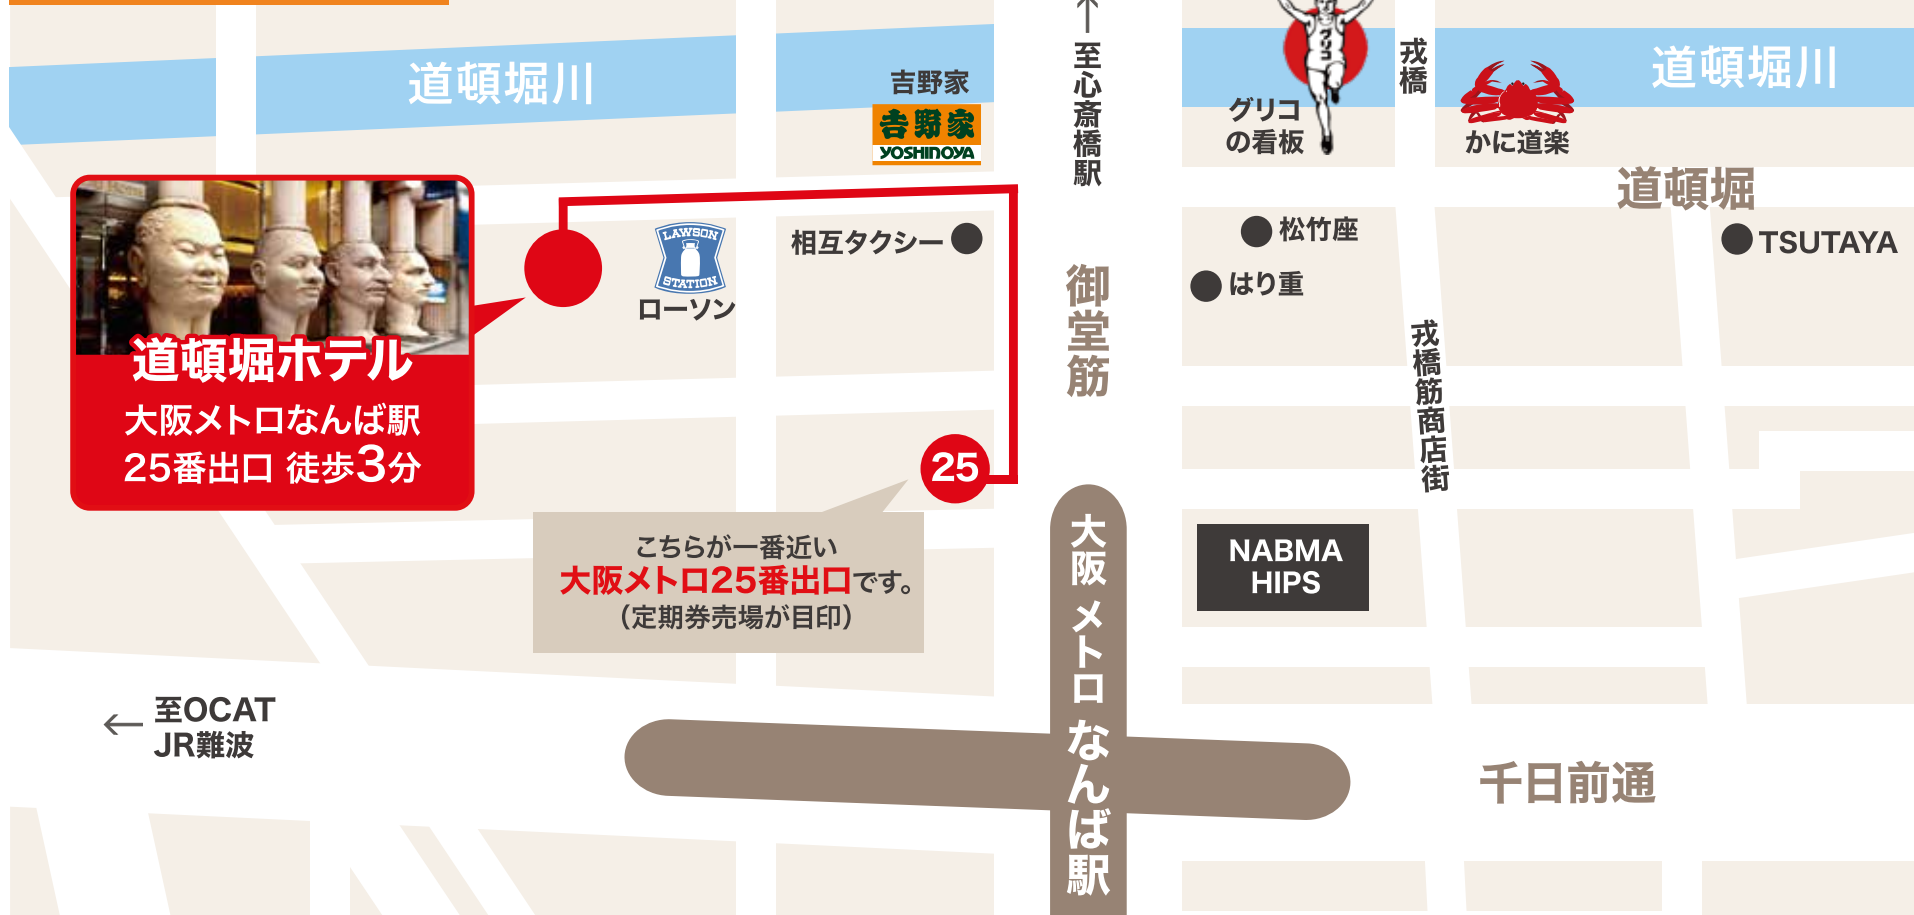 道頓堀川
吉野家
吉野家
YOSHINOYA
↑至心斎橋駅
グリコ
グリコ
の看板
戎橋
かに道楽
道頓堀川
道頓堀
松竹座
はり重
TSUTAYA
LAWSON
STATION
ローソン
相互タクシー
御堂筋
戎橋筋商店街
道頓堀ホテル
大阪メトロなんば駅
25番出口 徒歩3分
25
こちらが一番近い
大阪メトロ25番出口です。
（定期券売場が目印）
NABMA
HIPS
大阪メトロなんば駅
←至OCAT
JR難波
千日前通